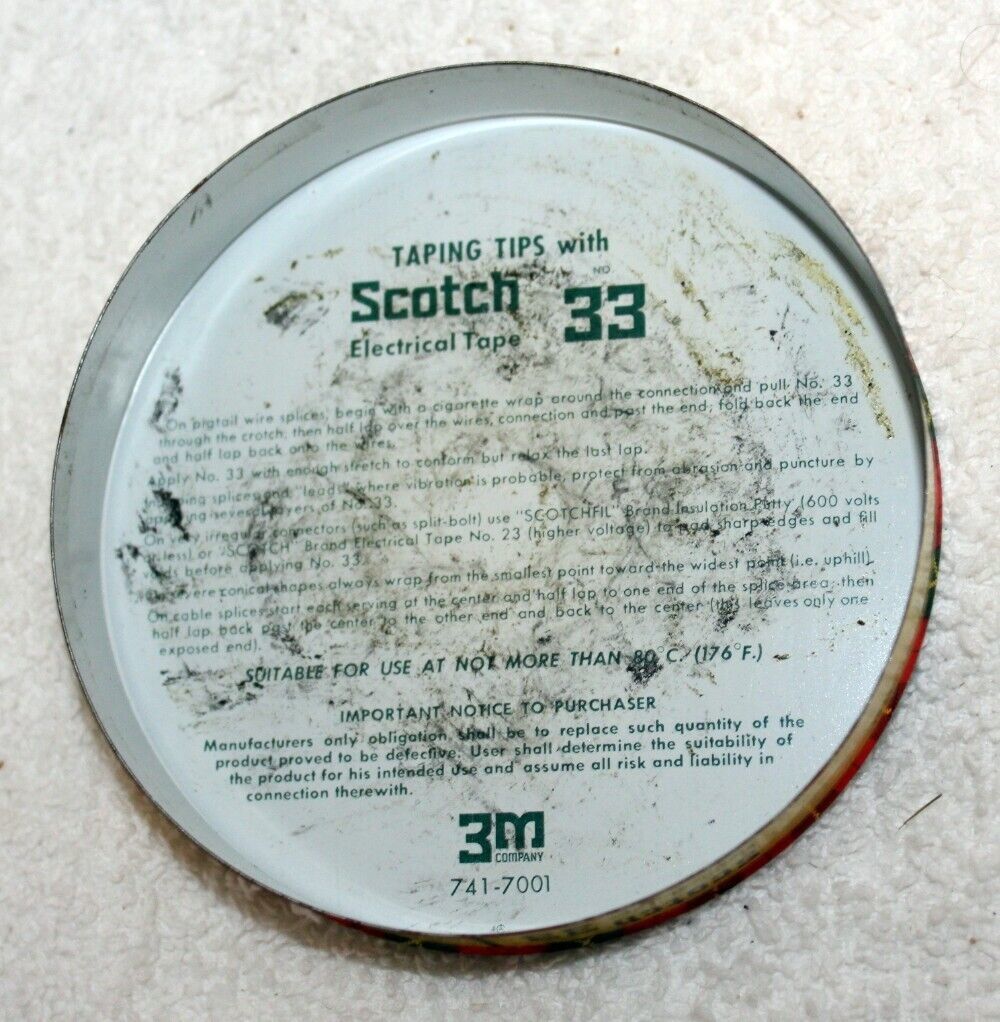 TAPING TIPS with
Scotch NO. 33
Electrical Tape
On pigtail wire splices, begin with a cigarette wrap around the connection and pull No. 33
through the crotch, then half lap over the wires, connection and past the end; fold back the end
and half lap back onto the wires.
Apply No. 33 with enough stretch to conform but relax the last lap.
splices and "leads" where vibration is probable, protect from abrasion and puncture by
several layers of No. 33.
On very irregular connectors (such as split-bolt) use "SCOTCHFIL" Brand Insulation Putty (600 volts
or less) or "SCOTCH" Brand Electrical Tape No. 23 (higher voltage) to pad sharp edges and fill
voids before applying No. 33.
severe conical shapes always wrap from the smallest point toward the widest point (i.e. uphill).
On cable splices start each serving at the center and half lap to one end of the splice area; then
half lap back past the center to the other end and back to the center (this leaves only one
exposed end).
SUITABLE FOR USE AT NOT MORE THAN 80°C. (176°F.)
IMPORTANT NOTICE TO PURCHASER
Manufacturers only obligation shall be to replace such quantity of the
product proved to be defective. User shall determine the suitability of
the product for his intended use and assume all risk and liability in
connection therewith.
3M
COMPANY
741-7001